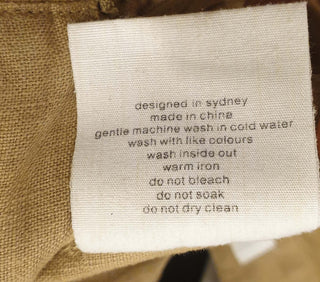 designed in sydney
made in china
gentle machine wash in cold water
wash with like colours
wash inside out
warm iron
do not bleach
do not soak
do not dry clean